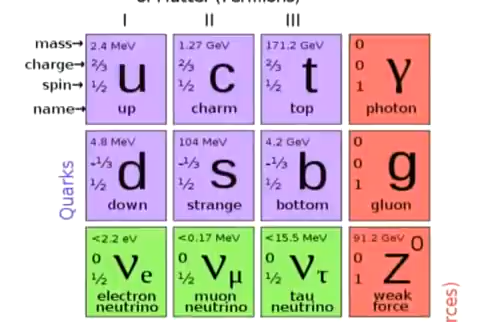 of Matter (Fermions)
I II III
mass→ 2.4 MeV 1.27 GeV 171.2 GeV 0
charge→ ⅔ u ⅔ c ⅔ t 0 γ
spin→ ½ ½ ½ 1
name→ up charm top photon
Quarks
4.8 MeV 104 MeV 4.2 GeV 0
-⅓ d -⅓ s -⅓ b 0 g
½ ½ ½ 1
down strange bottom gluon
<2.2 eV <0.17 MeV <15.5 MeV 91.2 GeV 0
0 νe 0 νμ 0 ντ 0 Z
½ ½ ½ 1
electron muon tau weak
neutrino neutrino neutrino force
rces)